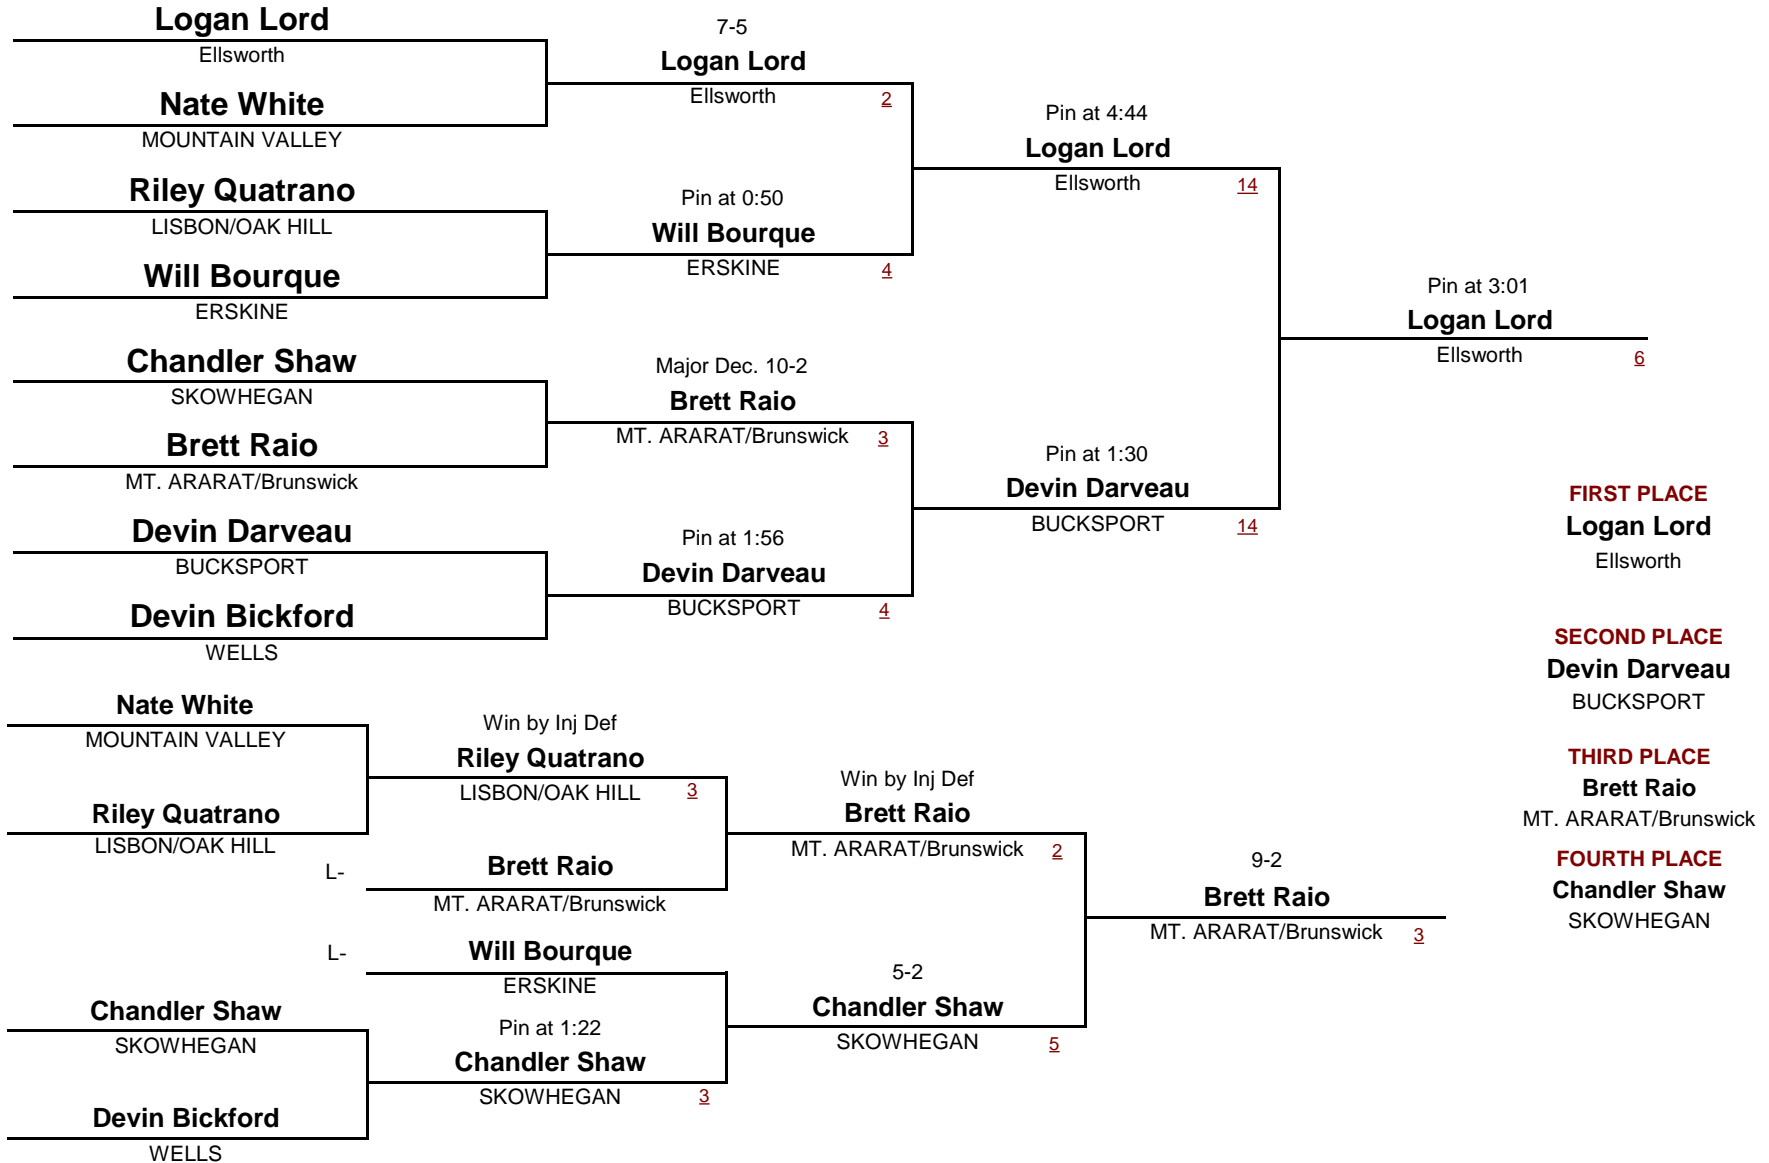 Logan Lord
Ellsworth
Nate White
MOUNTAIN VALLEY
Riley Quatrano
LISBON/OAK HILL
Will Bourque
ERSKINE
Chandler Shaw
SKOWHEGAN
Brett Raio
MT. ARARAT/Brunswick
Devin Darveau
BUCKSPORT
Devin Bickford
WELLS
7-5
Logan Lord
Ellsworth 2
Pin at 0:50
Will Bourque
ERSKINE 4
Major Dec. 10-2
Brett Raio
MT. ARARAT/Brunswick 3
Pin at 1:56
Devin Darveau
BUCKSPORT 4
Pin at 4:44
Logan Lord
Ellsworth 14
Pin at 1:30
Devin Darveau
BUCKSPORT 14
Pin at 3:01
Logan Lord
Ellsworth 6
FIRST PLACE
Logan Lord
Ellsworth
SECOND PLACE
Devin Darveau
BUCKSPORT
THIRD PLACE
Brett Raio
MT. ARARAT/Brunswick
FOURTH PLACE
Chandler Shaw
SKOWHEGAN
Nate White
MOUNTAIN VALLEY
Riley Quatrano
LISBON/OAK HILL
Chandler Shaw
SKOWHEGAN
Devin Bickford
WELLS
Win by Inj Def
Riley Quatrano
LISBON/OAK HILL 3
L- Brett Raio
MT. ARARAT/Brunswick
L- Will Bourque
ERSKINE
Pin at 1:22
Chandler Shaw
SKOWHEGAN 3
Win by Inj Def
Brett Raio
MT. ARARAT/Brunswick 2
5-2
Chandler Shaw
SKOWHEGAN 5
9-2
Brett Raio
MT. ARARAT/Brunswick 3